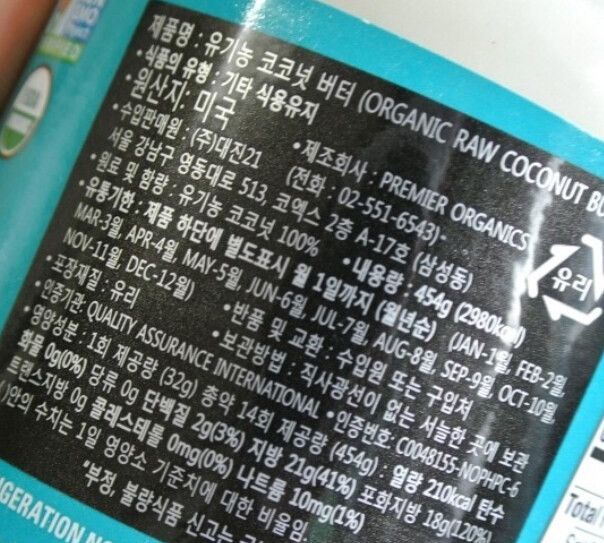 제품명 : 유기능 코코넛 버터 (ORGANIC RAW COCONUT BU
• 식품의 유형 : 기타 식용유지
• 원산지: 미국 • 제조회사 : PREMIER ORGANICS
• 수입판매원 : (주)대진21 (전화 : 02-551-6543)
서울 강남구 영동대로 513, 코엑스 2층 A-17호 (삼성동)
• 원료 및 함량 : 유기능 코코넛 100% • 내용량 : 454g (2980kcal)
• 유통기한 : 제품 하단에 별도표시 월 1일까지 (월년순) (JAN-1월, FEB-2월,
MAR-3월, APR-4월, MAY-5월, JUN-6월, JUL-7월, AUG-8월, SEP-9월, OCT-10월,
NOV-11월, DEC-12월) • 반품 및 교환 : 수입원 또는 구입처
• 포장재질 : 유리 • 보관방법 : 직사광선이 없는 서늘한 곳에 보관
• 인증기관: QUALITY ASSURANCE INTERNATIONAL • 인증번호: C0048155-NOPHPC-6
• 영양성분 : 1회 제공량 (32g) 총약 14회 제공량 (454g) : 열량 210kcal 탄수
화물 0g(0%) 당류 0g 단백질 2g(3%) 지방 21g(41%) 포화지방 18g(120%)
트랜스지방 0g 콜레스테롤 0mg(0%) 나트륨 10mg(1%)
( )안의 수치는 1일 영양소 기준치에 대한 비율임.
*부정, 불량식품 신고는
유리
IGERATION
Total
USDA